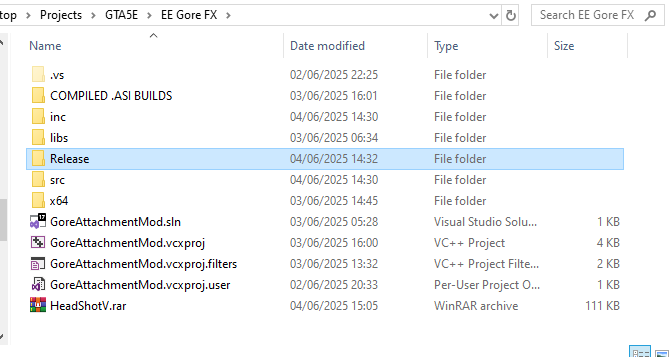 top > Projects > GTA5E > EE Gore FX >
Search EE Gore FX
Name Date modified Type Size
.vs 02/06/2025 22:25 File folder
COMPILED .ASI BUILDS 03/06/2025 16:01 File folder
inc 04/06/2025 14:30 File folder
libs 03/06/2025 06:34 File folder
Release 04/06/2025 14:32 File folder
src 04/06/2025 14:30 File folder
x64 03/06/2025 14:45 File folder
GoreAttachmentMod.sln 03/06/2025 05:28 Visual Studio Solu... 1 KB
GoreAttachmentMod.vcxproj 03/06/2025 16:00 VC++ Project 4 KB
GoreAttachmentMod.vcxproj.filters 03/06/2025 13:32 VC++ Project Filte... 2 KB
GoreAttachmentMod.vcxproj.user 02/06/2025 20:33 Per-User Project O... 1 KB
HeadShotV.rar 04/06/2025 15:05 WinRAR archive 111 KB